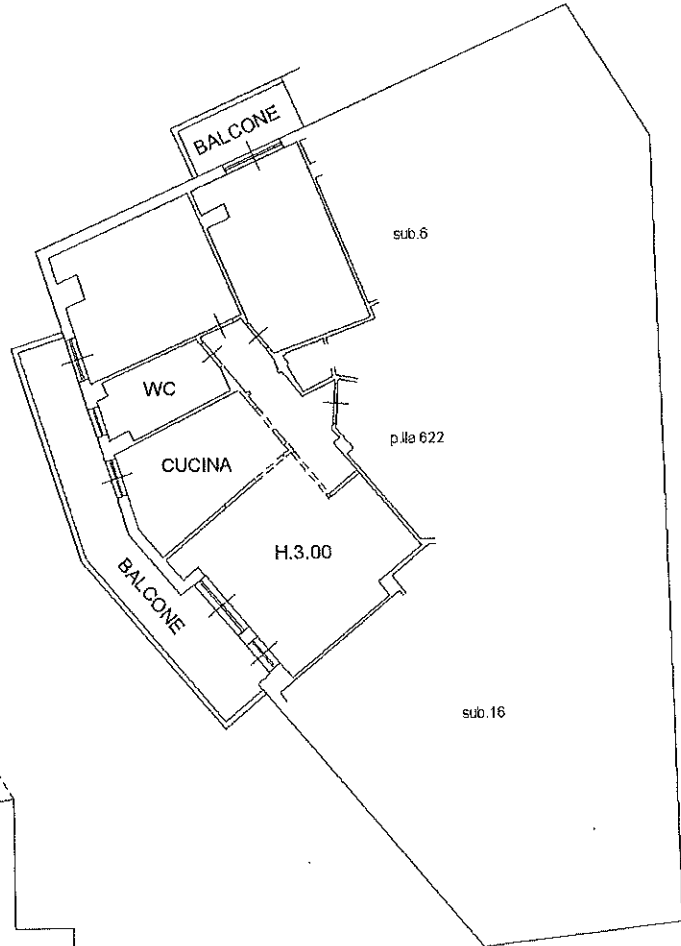 BALCONE
sub.6
WC
p.lla 622
CUCINA
H.3.00
BALCONE
sub.16